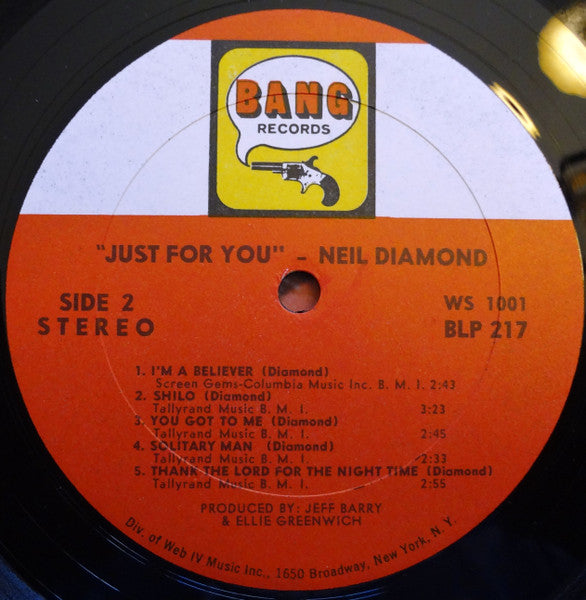 BANG
RECORDS
"JUST FOR YOU" - NEIL DIAMOND
SIDE 2
STEREO
WS 1001
BLP 217
1. I'M A BELIEVER (Diamond)
Screen Gems-Columbia Music Inc. B. M. I. 2:43
2. SHILO (Diamond)
Tallyrand Music B. M. I. 3:23
3. YOU GOT TO ME (Diamond)
Tallyrand Music B. M. I. 2:45
4. SOLITARY MAN (Diamond)
Tallyrand Music B. M. I. 2:33
5. THANK THE LORD FOR THE NIGHT TIME (Diamond)
Tallyrand Music B. M. I. 2:55
PRODUCED BY: JEFF BARRY
& ELLIE GREENWICH
Div. of Web IV Music Inc., 1650 Broadway, New York, N. Y.